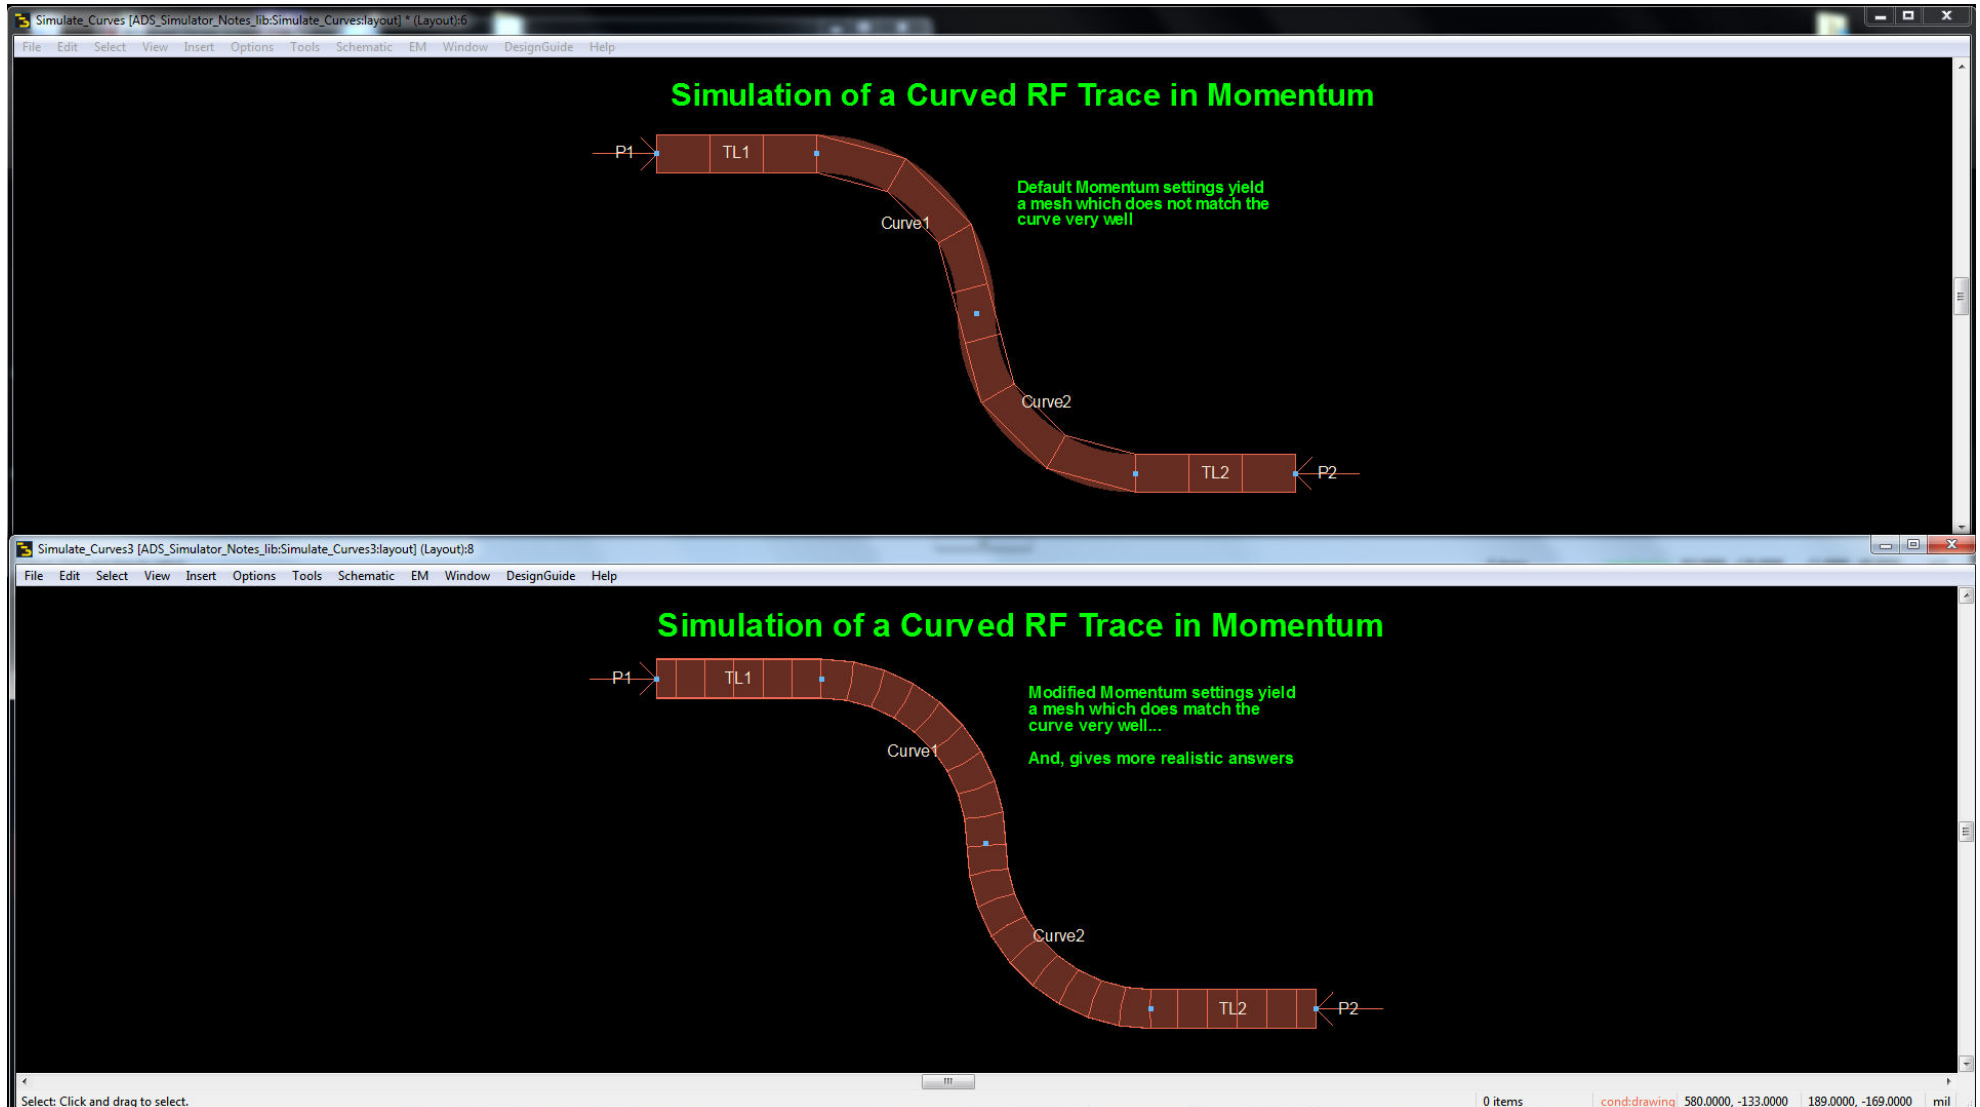 Simulate_Curves [ADS_Simulator_Notes_lib:Simulate_Curves:layout] * (Layout):6
File Edit Select View Insert Options Tools Schematic EM Window DesignGuide Help
Simulation of a Curved RF Trace in Momentum
P1
TL1
Default Momentum settings yield
a mesh which does not match the
curve very well
Curve1
Curve2
TL2
P2
Simulate_Curves3 [ADS_Simulator_Notes_lib:Simulate_Curves3:layout] (Layout):8
File Edit Select View Insert Options Tools Schematic EM Window DesignGuide Help
Simulation of a Curved RF Trace in Momentum
P1
TL1
Modified Momentum settings yield
a mesh which does match the
curve very well...
And, gives more realistic answers
Curve1
Curve2
TL2
P2
Select: Click and drag to select.
0 items cond:drawing 580.0000, -133.0000 189.0000, -169.0000 mil